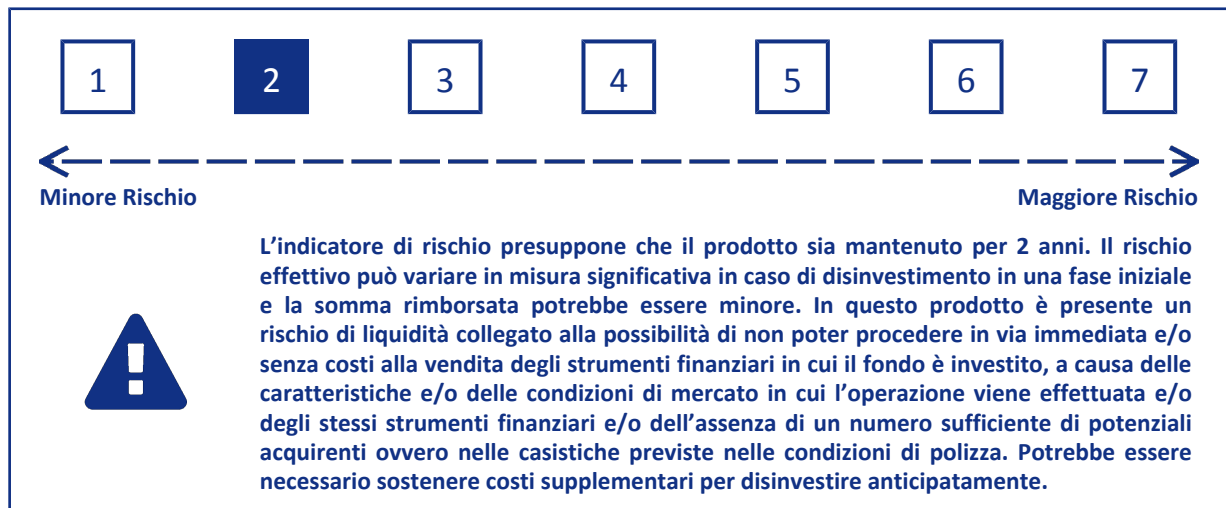 1 2 3 4 5 6 7
Minore Rischio Maggiore Rischio
L’indicatore di rischio presuppone che il prodotto sia mantenuto per 2 anni. Il rischio
effettivo può variare in misura significativa in caso di disinvestimento in una fase iniziale
e la somma rimborsata potrebbe essere minore. In questo prodotto è presente un
rischio di liquidità collegato alla possibilità di non poter procedere in via immediata e/o
senza costi alla vendita degli strumenti finanziari in cui il fondo è investito, a causa delle
caratteristiche e/o delle condizioni di mercato in cui l’operazione viene effettuata e/o
degli stessi strumenti finanziari e/o dell’assenza di un numero sufficiente di potenziali
acquirenti ovvero nelle casistiche previste nelle condizioni di polizza. Potrebbe essere
necessario sostenere costi supplementari per disinvestire anticipatamente.